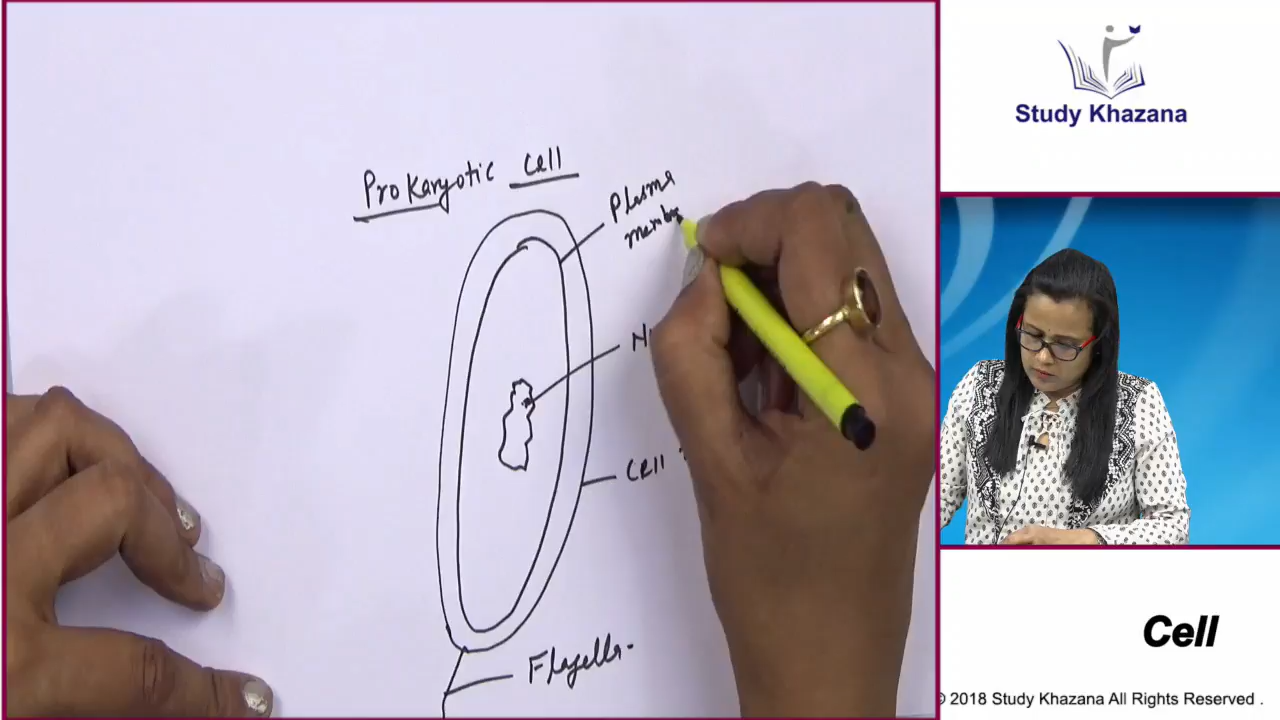 Prokaryotic Cell
Plasma
Cell
Flagella
Study Khazana
Cell
© 2018 Study Khazana All Rights Reserved .